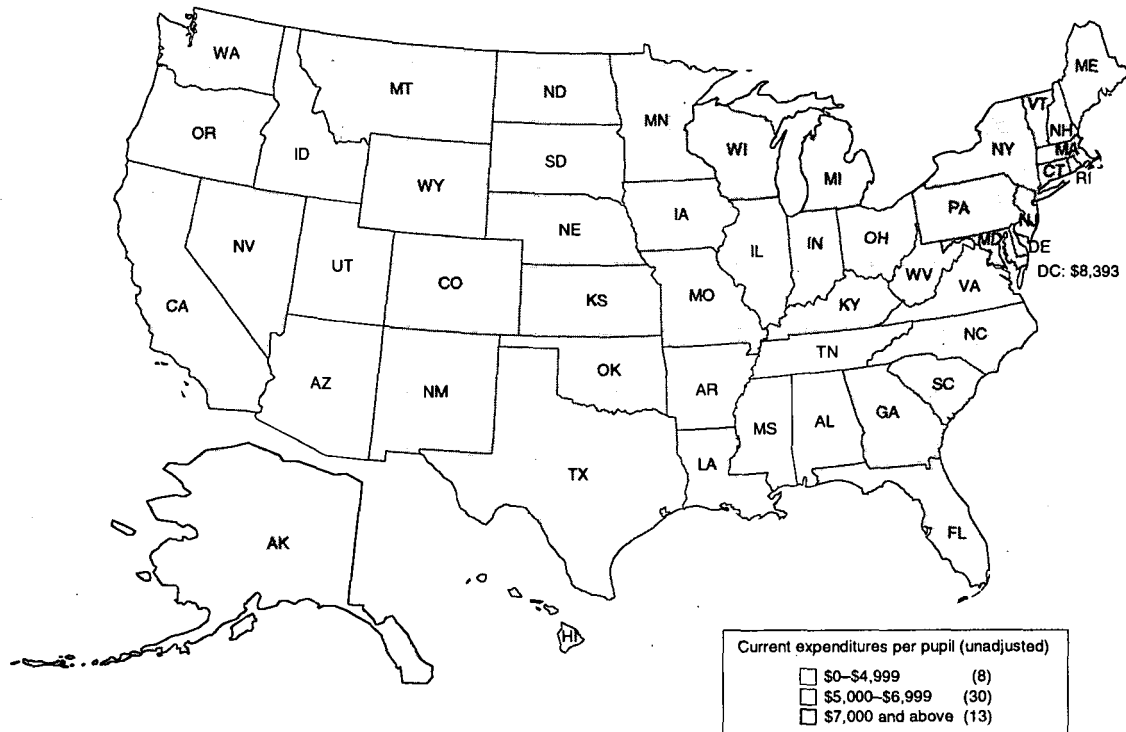 WA
MT
ND
MN
ME
VT
NH
OR
ID
SD
WI
NY
MA
CT
RI
WY
MI
IA
PA
NJ
NE
NV
UT
CO
IL
IN
OH
MD
DE
DC: $8,393
WV
VA
CA
KS
MO
KY
NC
TN
AZ
NM
OK
AR
SC
MS
AL
GA
LA
TX
FL
AK
HI
Current expenditures per pupil (unadjusted)
$0–$4,999 (8)
$5,000–$6,999 (30)
$7,000 and above (13)